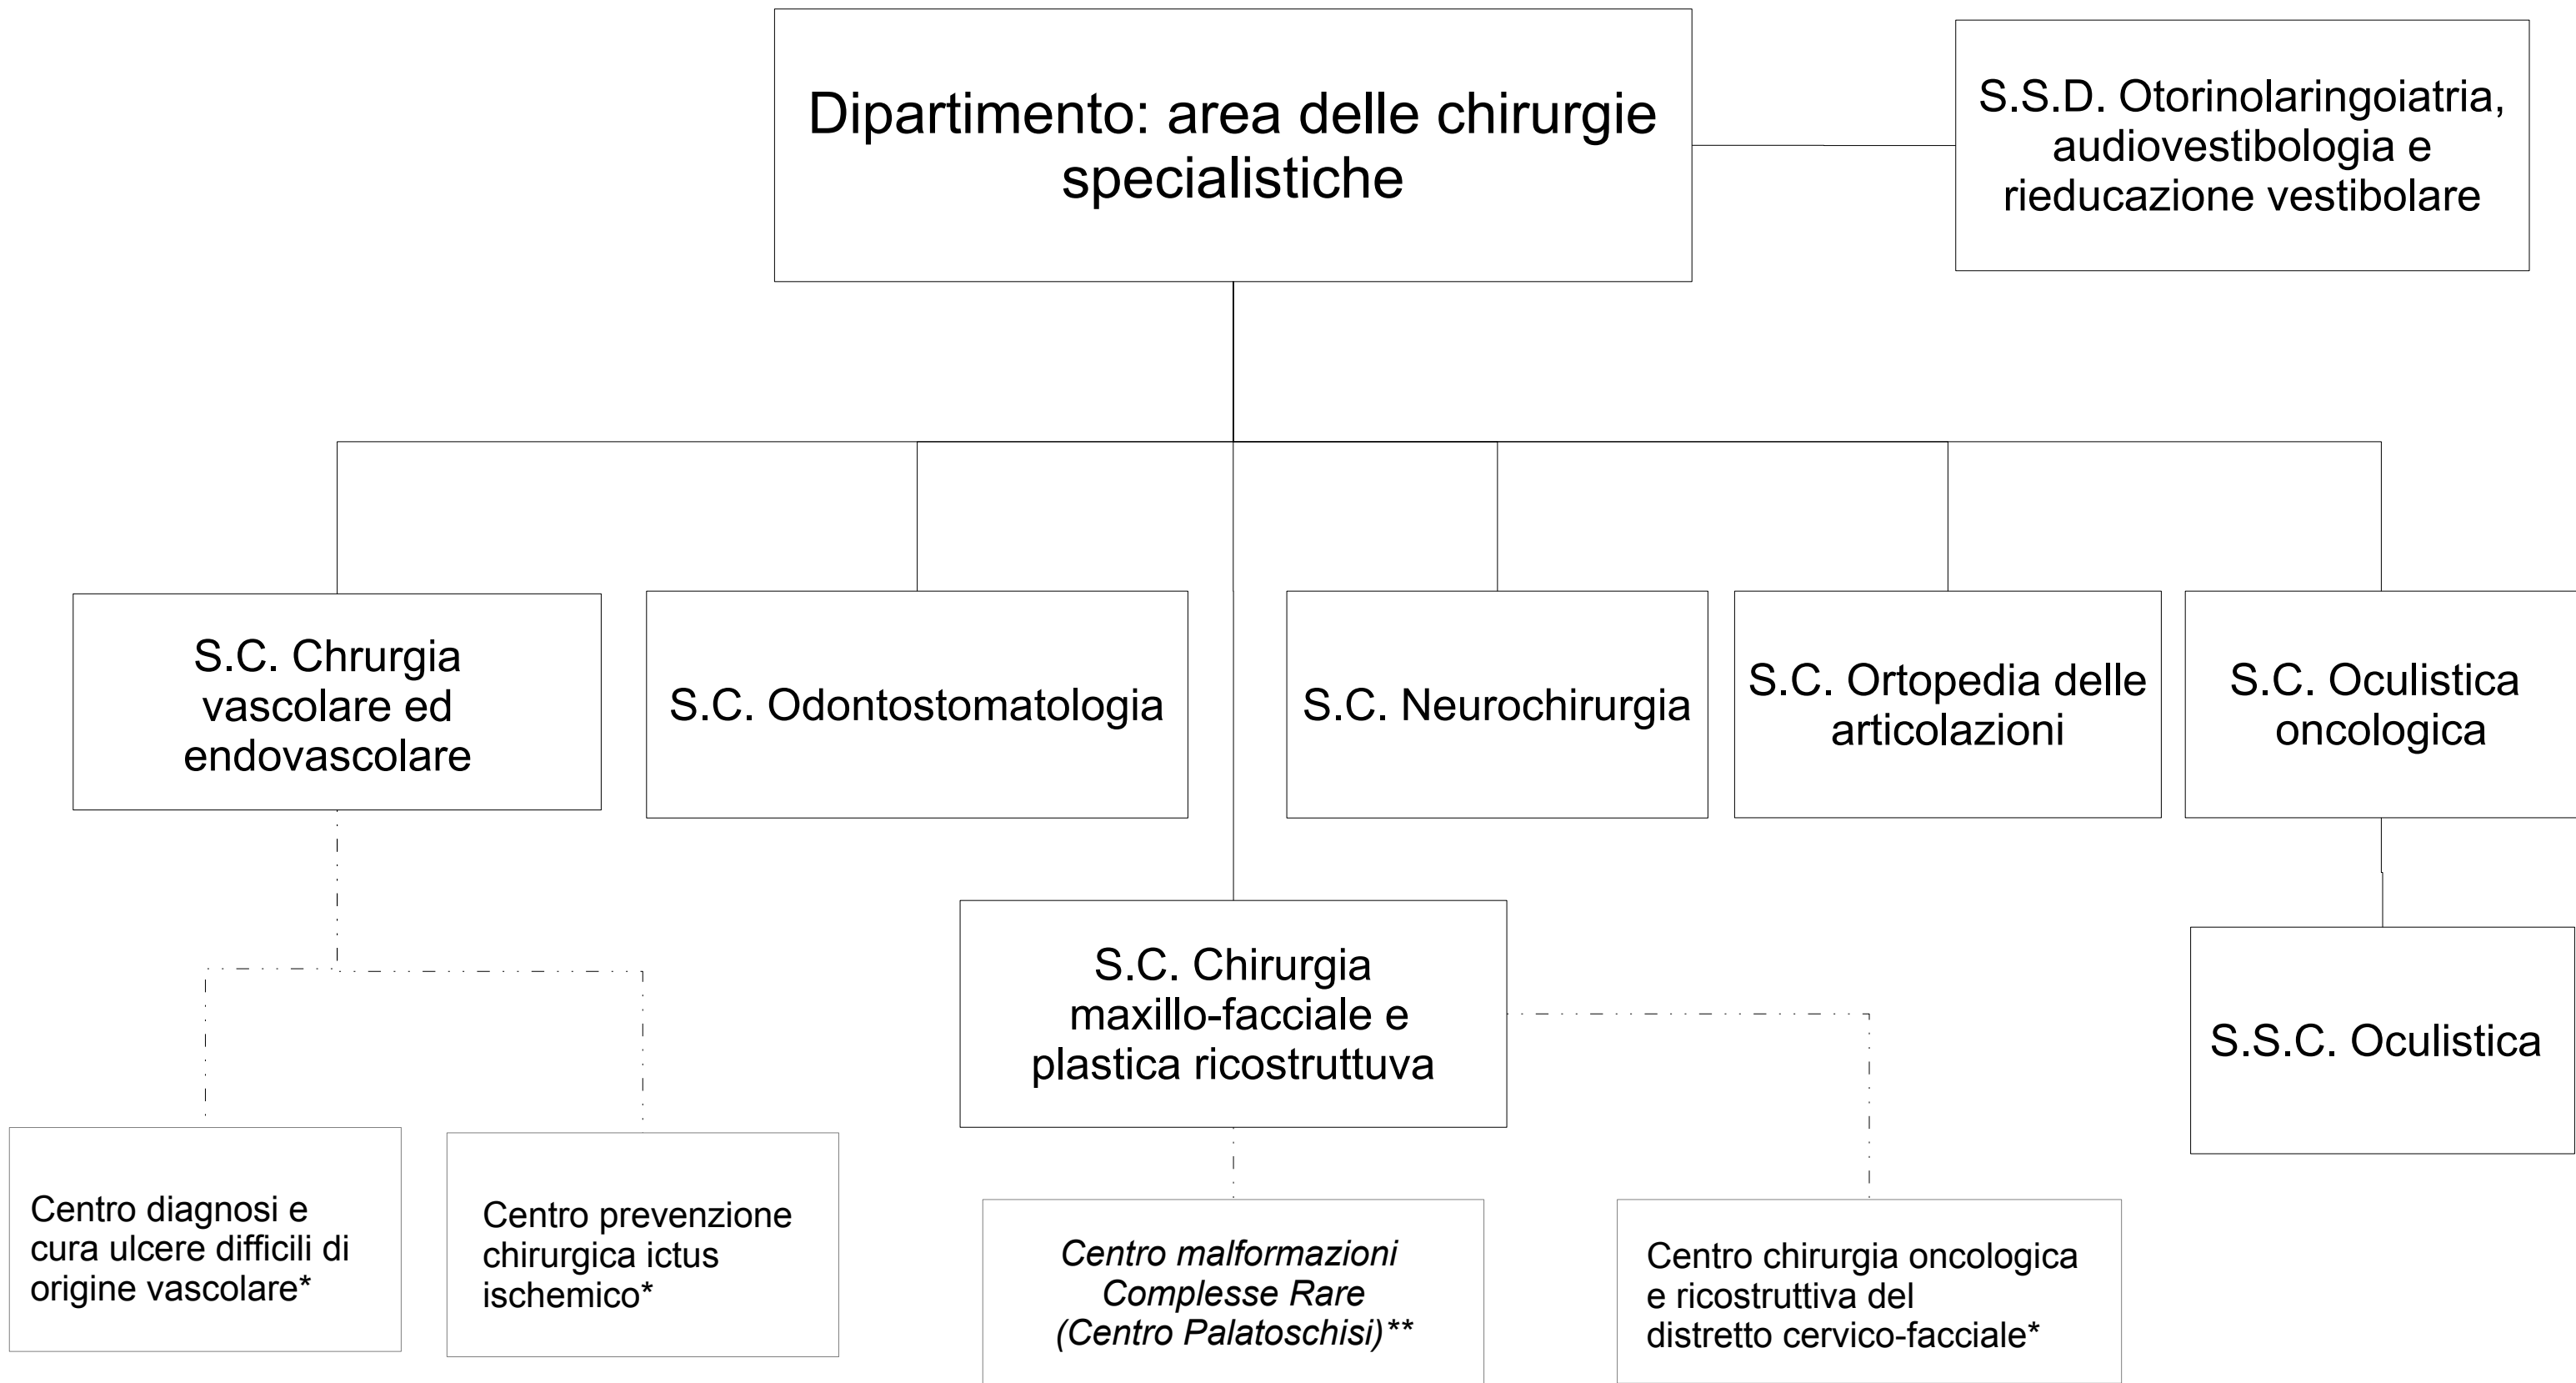 Dipartimento: area delle chirurgie
specialistiche
S.S.D. Otorinolaringoiatria,
audiovestibologia e
rieducazione vestibolare
S.C. Chrurgia
vascolare ed
endovascolare
S.C. Odontostomatologia
S.C. Neurochirurgia
S.C. Ortopedia delle
articolazioni
S.C. Oculistica
oncologica
S.C. Chirurgia
maxillo-facciale e
plastica ricostruttuva
S.S.C. Oculistica
Centro diagnosi e
cura ulcere difficili di
origine vascolare*
Centro prevenzione
chirurgica ictus
ischemico*
Centro malformazioni
Complesse Rare
(Centro Palatoschisi)**
Centro chirurgia oncologica
e ricostruttiva del
distretto cervico-facciale*